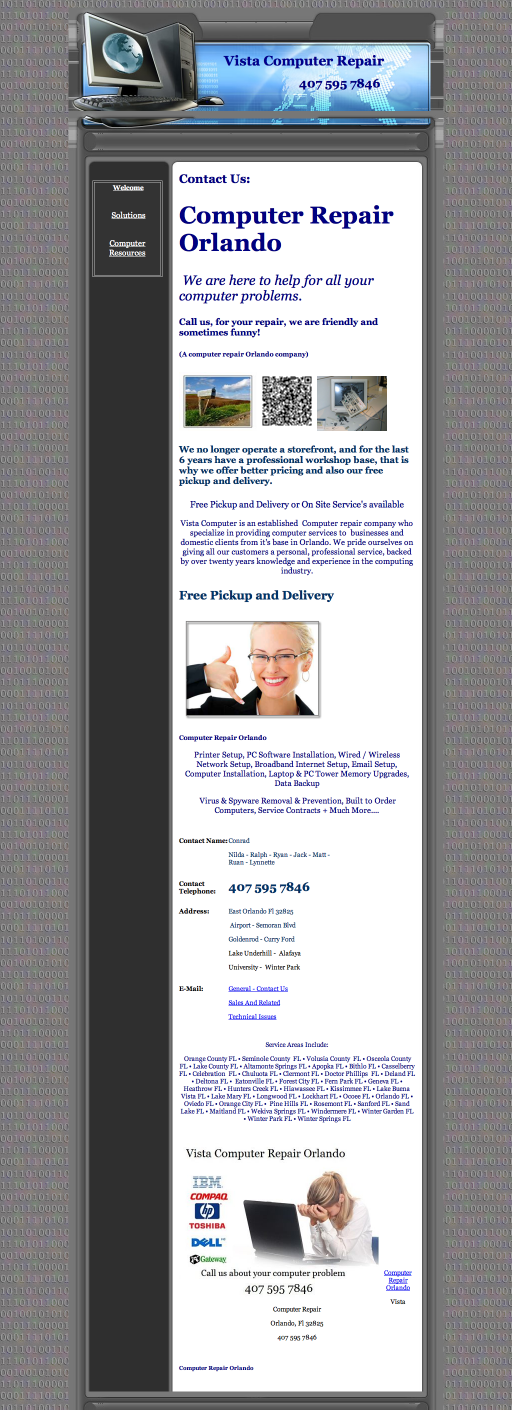 Vista Computer Repair
407 595 7846
Welcome
Solutions
Computer
Resources
Contact Us:
Computer Repair
Orlando
We are here to help for all your
computer problems.
Call us, for your repair, we are friendly and
sometimes funny!
(A computer repair Orlando company)
We no longer operate a storefront, and for the last
6 years have a professional workshop base, that is
why we offer better pricing and also our free
pickup and delivery.
Free Pickup and Delivery or On Site Service's available
Vista Computer is an established Computer repair company who
specialize in providing computer services to businesses and
domestic clients from it's base in Orlando. We pride ourselves on
giving all our customers a personal, professional service, backed
by over twenty years knowledge and experience in the computing
industry.
Free Pickup and Delivery
Computer Repair Orlando
Printer Setup, PC Software Installation, Wired / Wireless
Network Setup, Broadband Internet Setup, Email Setup,
Computer Installation, Laptop & PC Tower Memory Upgrades,
Data Backup
Virus & Spyware Removal & Prevention, Built to Order
Computers, Service Contracts + Much More....
Contact Name: Conrad
Nilda - Ralph - Ryan - Jack - Matt -
Ruan - Lynnette
Contact
Telephone: 407 595 7846
Address: East Orlando Fl 32825
Airport - Semoran Blvd
Goldenrod - Curry Ford
Lake Underhill - Alafaya
University - Winter Park
E-Mail: General - Contact Us
Sales And Related
Technical Issues
Service Areas Include:
Orange County FL • Seminole County FL • Volusia County FL • Osceola County
FL • Lake County FL • Altamonte Springs FL • Apopka FL • Bithlo FL • Casselberry
FL • Celebration FL • Chuluota FL • Clermont FL • Doctor Phillips FL • Deland FL
• Deltona FL • Eatonville FL • Forest City FL • Fern Park FL • Geneva FL •
Heathrow FL • Hunters Creek FL • Hiawassee FL • Kissimmee FL • Lake Buena
Vista FL • Lake Mary FL • Longwood FL • Lockhart FL • Ocoee FL • Orlando FL •
Oviedo FL • Orange City FL • Pine Hills FL • Rosemont FL • Sanford FL • Sand
Lake FL • Maitland FL • Wekiva Springs FL • Windermere FL • Winter Garden FL
• Winter Park FL • Winter Springs FL
Vista Computer Repair Orlando
IBM
COMPAQ
hp
TOSHIBA
DELL
Gateway
Call us about your computer problem
407 595 7846
Computer Repair
Orlando, Fl 32825
407 595 7846
Computer
Repair
Orlando
Vista
Computer Repair Orlando